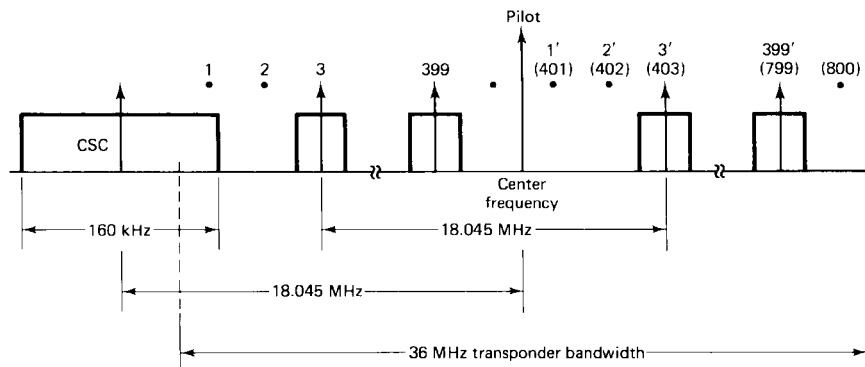 Pilot
1 2 3 399 1′ 2′ 3′ 399′
(401) (402) (403) (799) (800)
CSC
Center
frequency
160 kHz 18.045 MHz
18.045 MHz
36 MHz transponder bandwidth